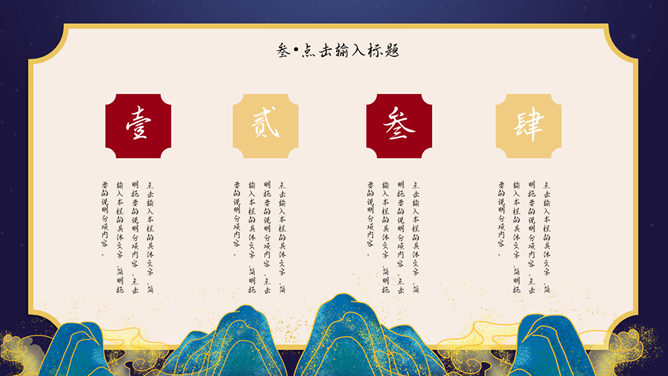 叁•点击输入标题
壹
点击输入本栏的具体文字，简
明扼要的说明分项内容，点击
输入本栏的具体文字，简明扼
要的说明分项内容。
贰
点击输入本栏的具体文字，简
明扼要的说明分项内容，点击
输入本栏的具体文字，简明扼
要的说明分项内容。
叁
点击输入本栏的具体文字，简
明扼要的说明分项内容，点击
输入本栏的具体文字，简明扼
要的说明分项内容。
肆
点击输入本栏的具体文字，简
明扼要的说明分项内容，点击
输入本栏的具体文字，简明扼
要的说明分项内容。